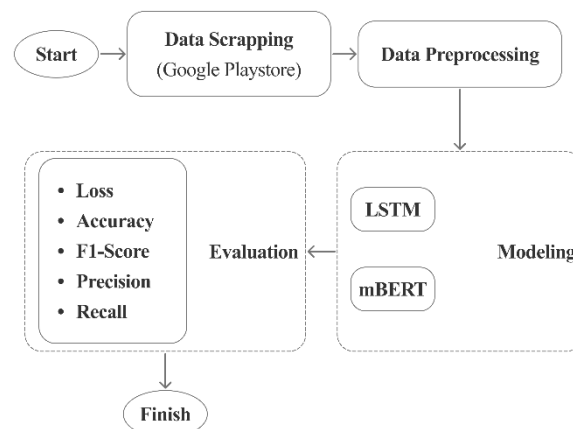 Start
Data Scrapping
(Google Playstore)
Data Preprocessing
LSTM
mBERT
Modeling
Evaluation
• Loss
• Accuracy
• F1-Score
• Precision
• Recall
Finish